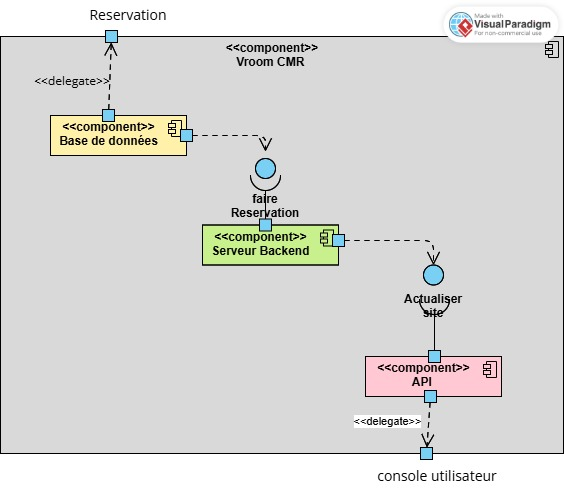 Reservation
Made with
Visual Paradigm
For non-commercial use
<<component>>
Vroom CMR
<<delegate>>
<<component>>
Base de données
faire
Reservation
<<component>>
Serveur Backend
Actualiser
site
<<component>>
API
<<delegate>>
console utilisateur